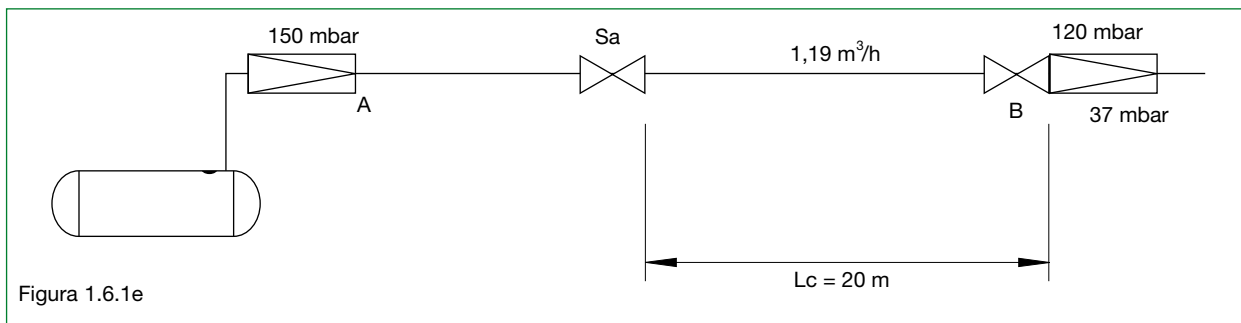 150 mbar
Sa
1,19 m³/h
120 mbar
A
B
37 mbar
Lc = 20 m
Figura 1.6.1e